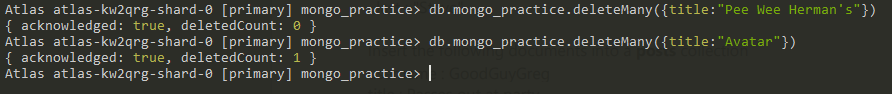 Atlas atlas-kw2qrg-shard-0 [primary] mongo_practice> db.mongo_practice.deleteMany({title:"Pee Wee Herman's"})
{ acknowledged: true, deletedCount: 0 }
Atlas atlas-kw2qrg-shard-0 [primary] mongo_practice> db.mongo_practice.deleteMany({title:"Avatar"})
{ acknowledged: true, deletedCount: 1 }
Atlas atlas-kw2qrg-shard-0 [primary] mongo_practice>
GoodGuyGreg